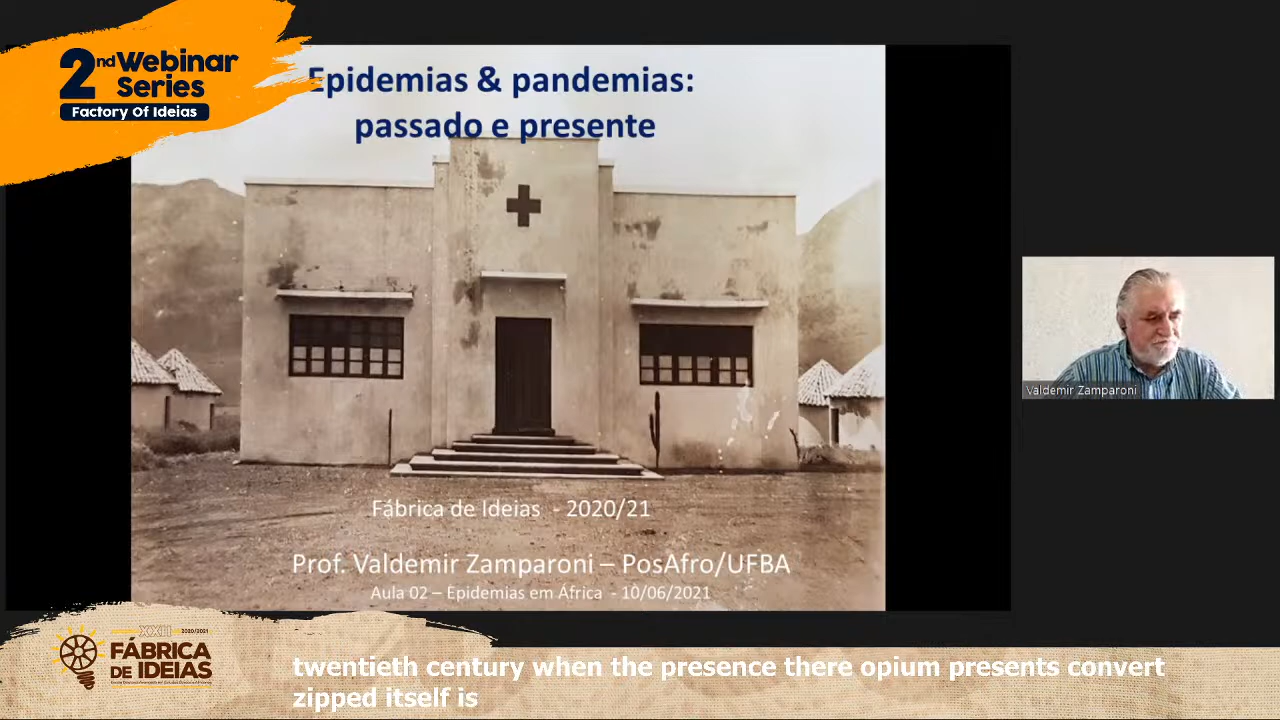 2nd Webinar
Series
Factory Of Ideias
Epidemias & pandemias:
passado e presente
Fábrica de Ideias - 2020/21
Prof. Valdemir Zamparoni – PosAfro/UFBA
Aula 02 – Epidemias em África - 10/06/2021
Valdemir Zamparoni
XXII 2020/2021
FÁBRICA
DE IDEIAS
twentieth century when the presence there opium presents convert
zipped itself is